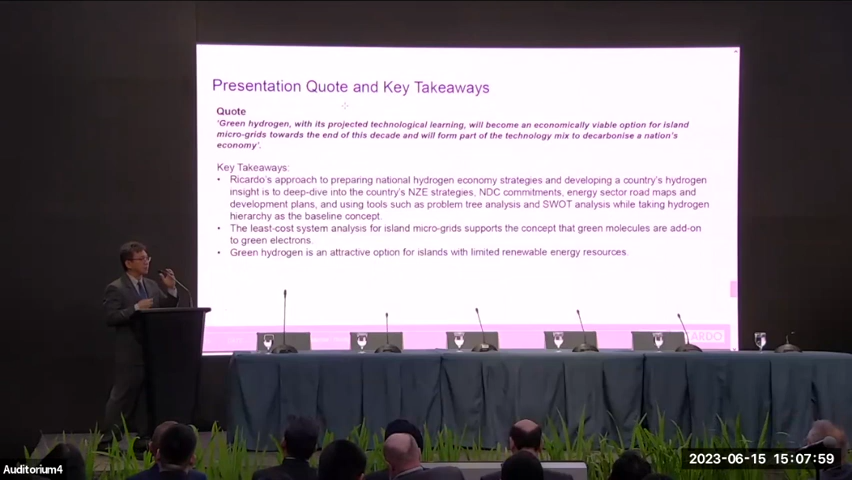 Presentation Quote and Key Takeaways
Quote
'Green hydrogen, with its projected technological learning, will become an economically viable option for island
micro-grids towards the end of this decade and will form part of the technology mix to decarbonise a nation's
economy'.
Key Takeaways:
• Ricardo's approach to preparing national hydrogen economy strategies and developing a country's hydrogen
insight is to deep-dive into the country's NZE strategies, NDC commitments, energy sector road maps and
development plans, and using tools such as problem tree analysis and SWOT analysis while taking hydrogen
hierarchy as the baseline concept.
• The least-cost system analysis for island micro-grids supports the concept that green molecules are add-on
to green electrons.
• Green hydrogen is an attractive option for islands with limited renewable energy resources.
ARDO
Auditorium4
2023-06-15 15:07:59